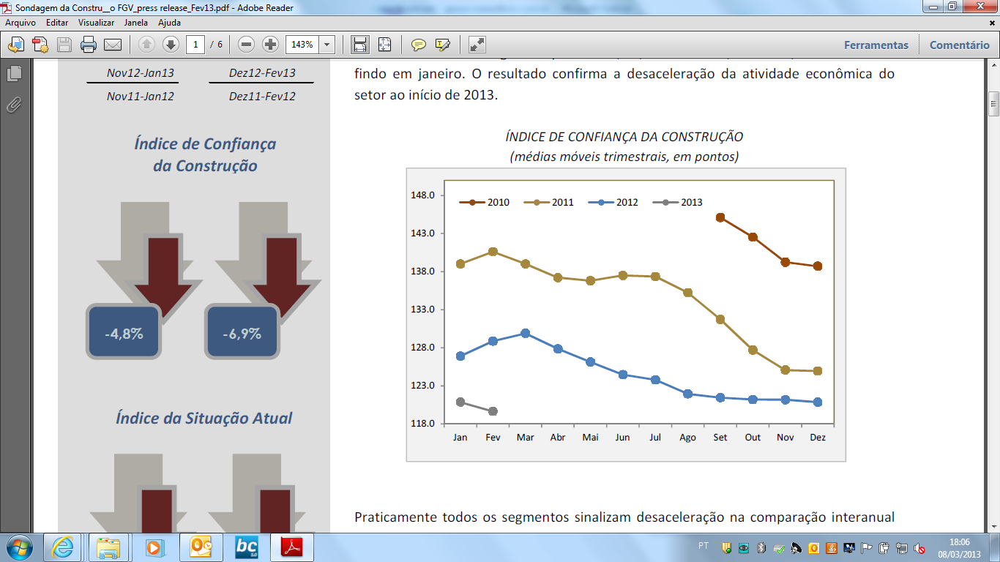 Sondagem da Constru__o FGV_press release_Fev13.pdf - Adobe Reader
Arquivo Editar Visualizar Janela Ajuda
1 / 6 143% Ferramentas Comentário
Nov12-Jan13 Dez12-Fev13
Nov11-Jan12 Dez11-Fev12
Índice de Confiança
da Construção
-4,8% -6,9%
Índice da Situação Atual
findo em janeiro. O resultado confirma a desaceleração da atividade econômica do
setor ao início de 2013.
ÍNDICE DE CONFIANÇA DA CONSTRUÇÃO
(médias móveis trimestrais, em pontos)
2010 2011 2012 2013
148.0
143.0
138.0
133.0
128.0
123.0
118.0
Jan Fev Mar Abr Mai Jun Jul Ago Set Out Nov Dez
Praticamente todos os segmentos sinalizam desaceleração na comparação interanual
bc
5.0
PT
18:06
08/03/2013